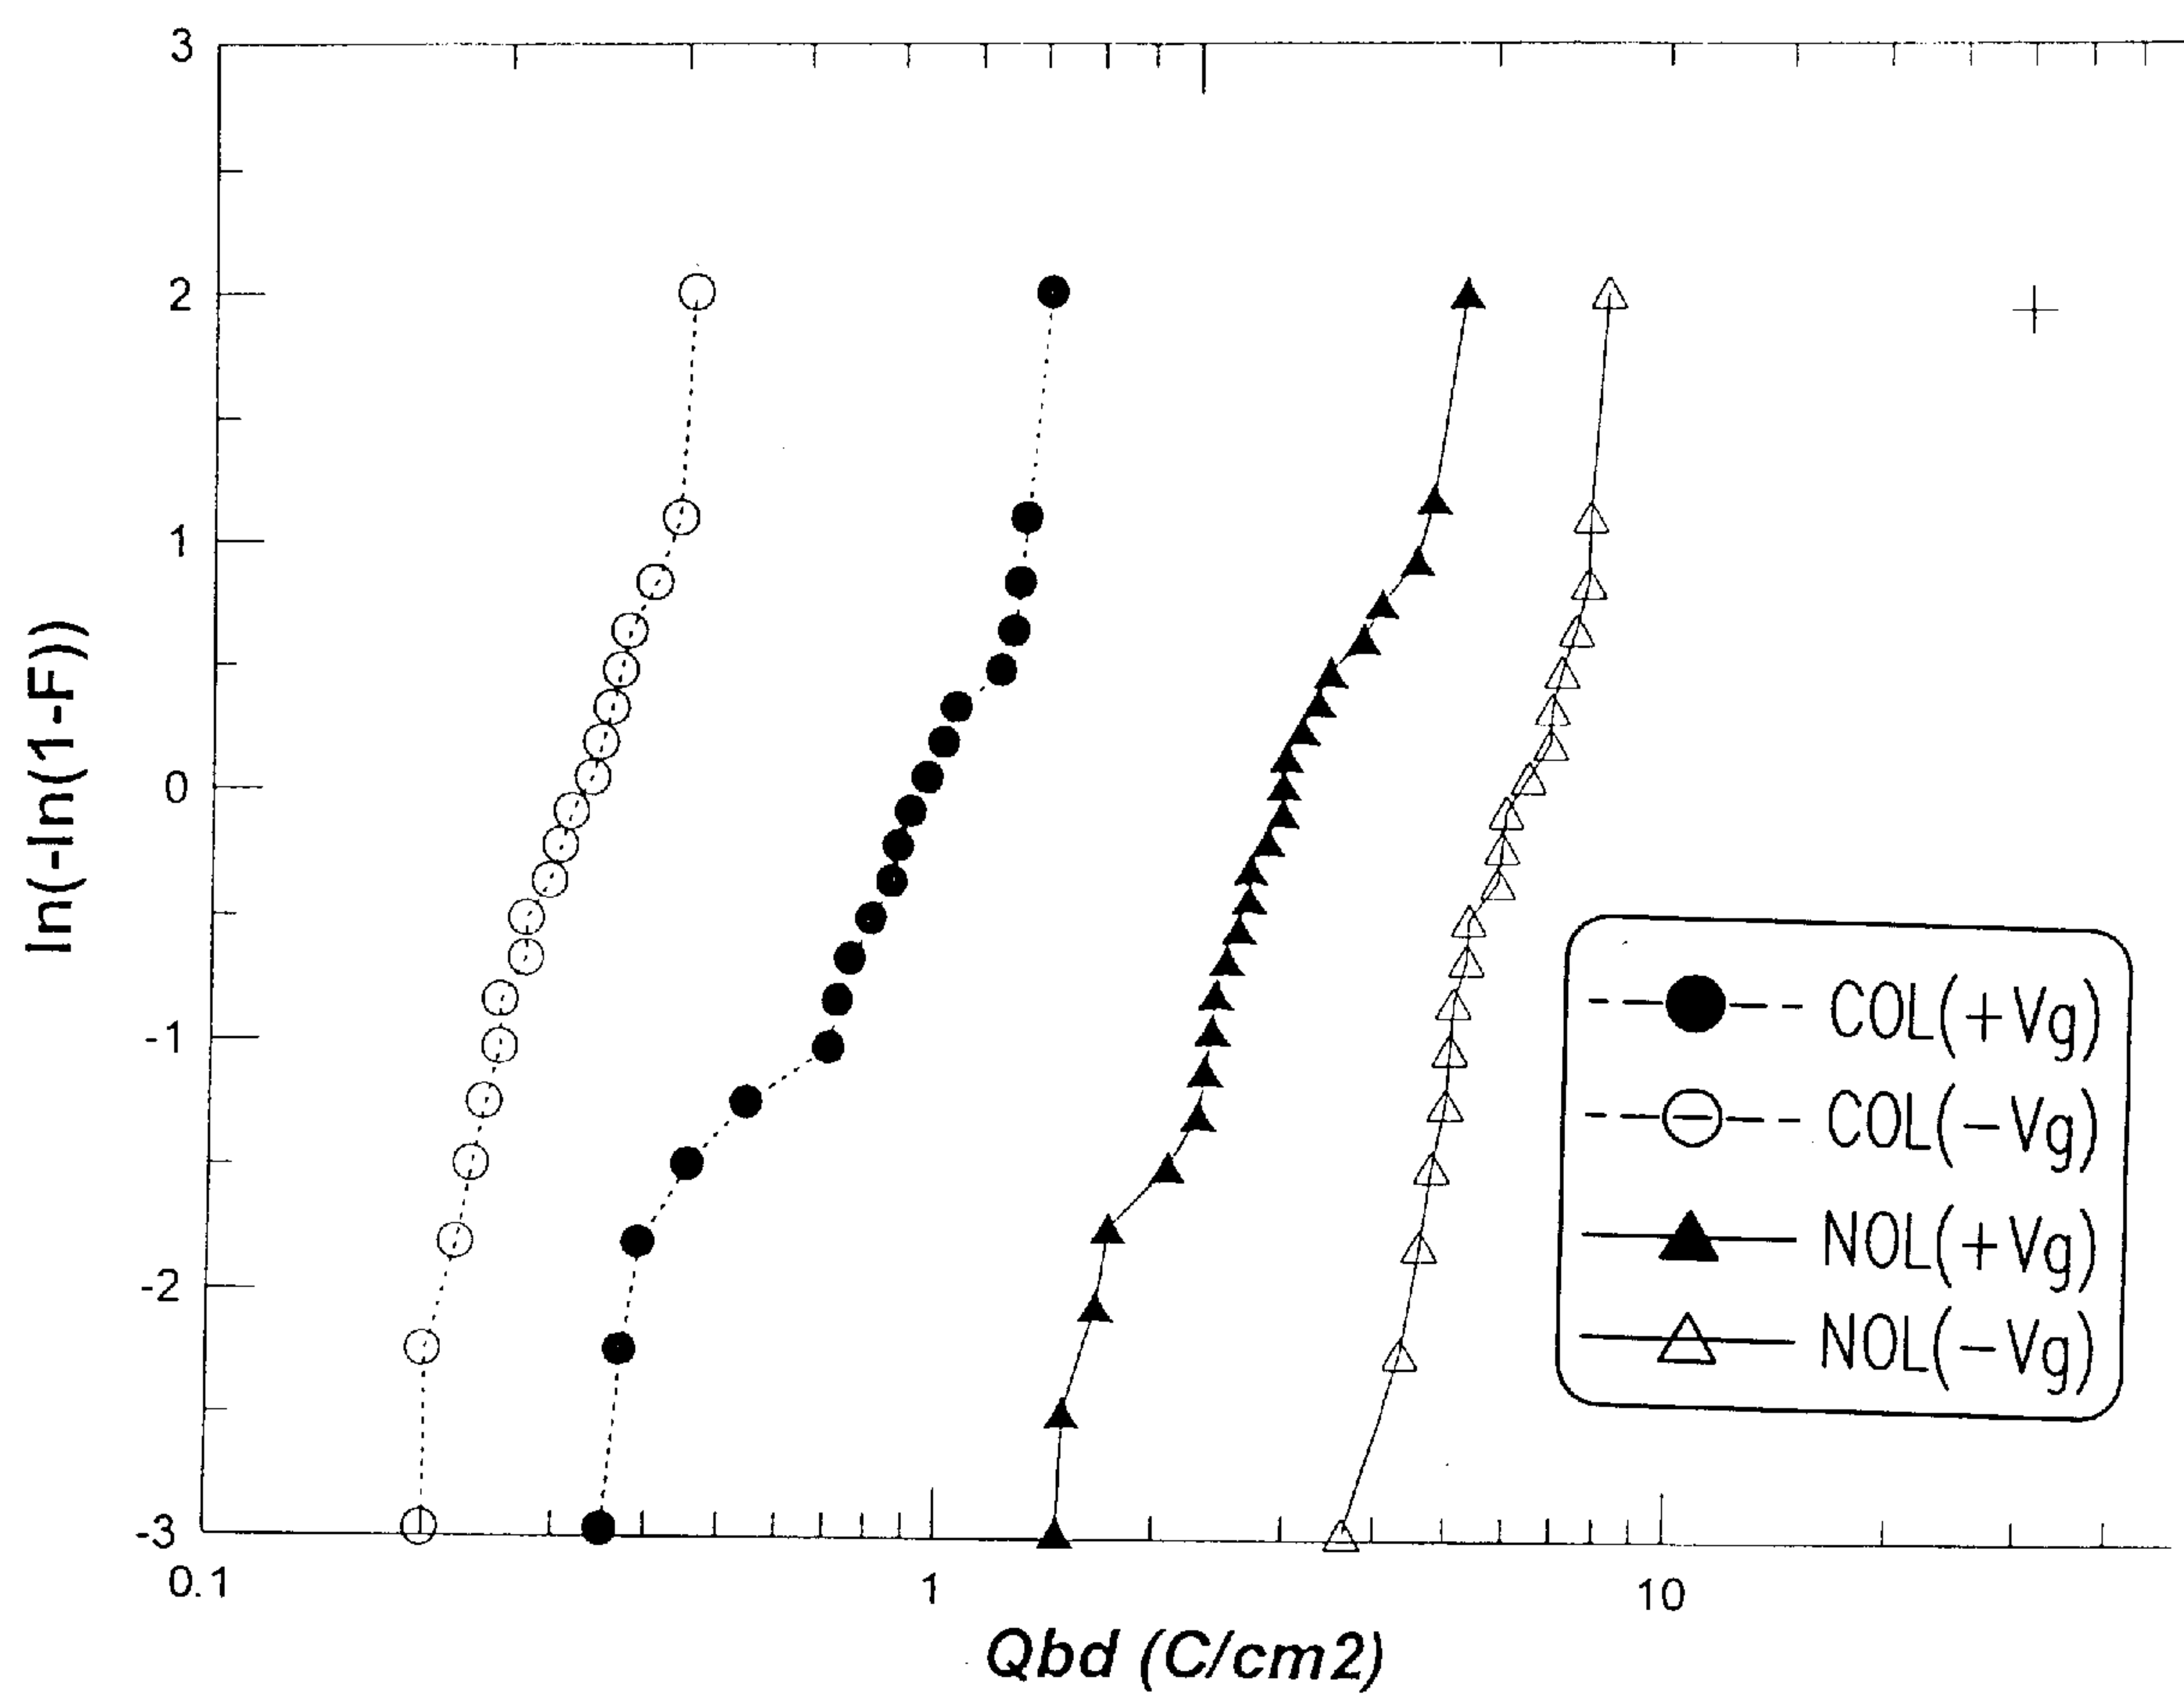 3
2
1
0
-1
-2
-3
ln(-ln(1-F))
0.1
1
10
Qbd (C/cm2)
COL(+Vg)
COL(-Vg)
NOL(+Vg)
NOL(-Vg)